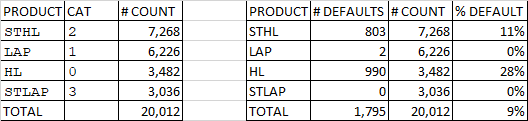 PRODUCT CAT # COUNT
STHL 2 7,268
LAP 1 6,226
HL 0 3,482
STLAP 3 3,036
TOTAL 20,012
PRODUCT # DEFAULTS # COUNT % DEFAULT
STHL 803 7,268 11%
LAP 2 6,226 0%
HL 990 3,482 28%
STLAP 0 3,036 0%
TOTAL 1,795 20,012 9%